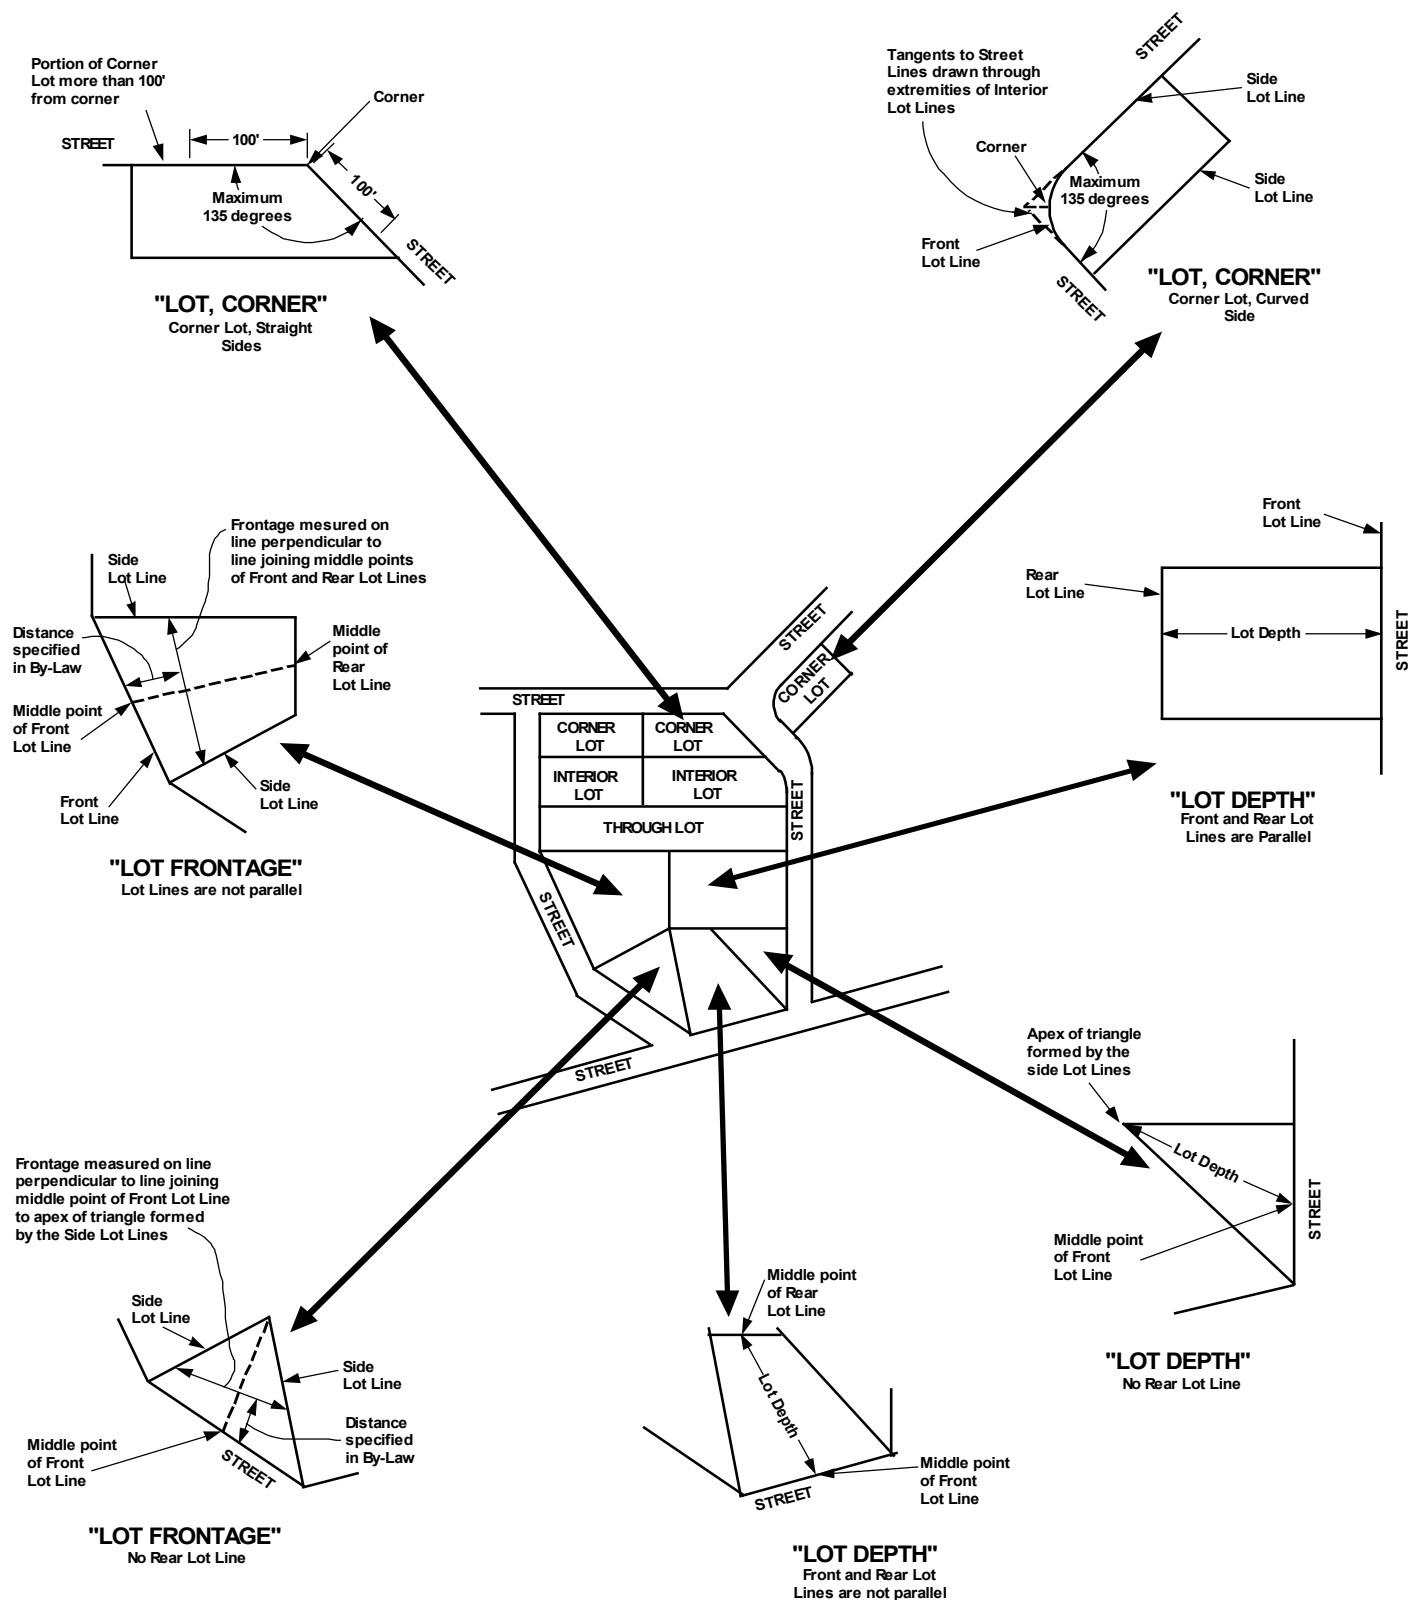 Portion of Corner
Lot more than 100'
from corner
Corner
STREET
100'
100'
Maximum
135 degrees
STREET
"LOT, CORNER"
Corner Lot, Straight
Sides
STREET
Tangents to Street
Lines drawn through
extremities of Interior
Lot Lines
Side
Lot Line
Corner
Maximum
135 degrees
Side
Lot Line
Front
Lot Line
STREET
"LOT, CORNER"
Corner Lot, Curved
Side
Frontage mesured on
line perpendicular to
line joining middle points
of Front and Rear Lot Lines
Side
Lot Line
Distance
specified
in By-Law
Middle
point of
Rear
Lot Line
Middle point
of Front
Lot Line
Side
Lot Line
Front
Lot Line
"LOT FRONTAGE"
Lot Lines are not parallel
Front
Lot Line
Rear
Lot Line
Lot Depth
STREET
"LOT DEPTH"
Front and Rear Lot
Lines are Parallel
STREET
STREET
CORNER
LOT
CORNER
LOT
CORNER
LOT
INTERIOR
LOT
INTERIOR
LOT
STREET
THROUGH LOT
STREET
STREET
Apex of triangle
formed by the
side Lot Lines
Lot Depth
STREET
Middle point
of Front
Lot Line
"LOT DEPTH"
No Rear Lot Line
Frontage measured on line
perpendicular to line joining
middle point of Front Lot Line
to apex of triangle formed
by the Side Lot Lines
Side
Lot Line
Side
Lot Line
Distance
specified
in By-Law
Middle point
of Front
Lot Line
STREET
"LOT FRONTAGE"
No Rear Lot Line
Middle point
of Rear
Lot Line
Lot Depth
Middle point
of Front
Lot Line
STREET
"LOT DEPTH"
Front and Rear Lot
Lines are not parallel